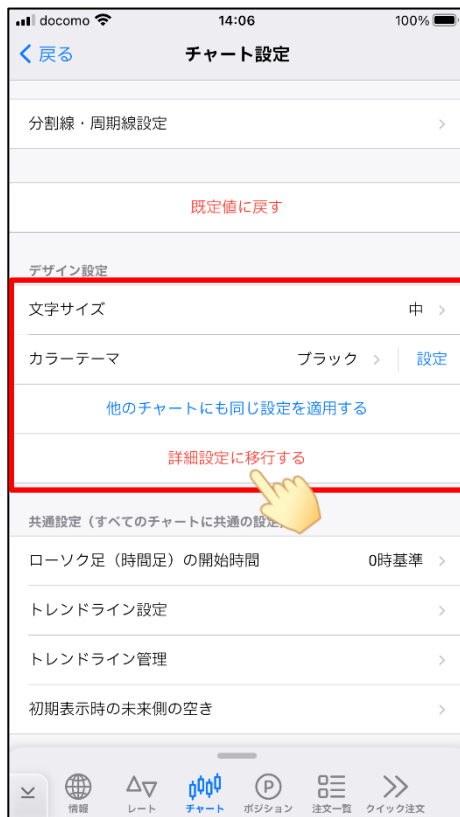 docomo 14:06 100%
戻る チャート設定
分割線・周期線設定
既定値に戻す
デザイン設定
文字サイズ 中
カラーテーマ ブラック 設定
他のチャートにも同じ設定を適用する
詳細設定に移行する
共通設定（すべてのチャートに共通の設定
ローソク足（時間足）の開始時間 0時基準
トレンドライン設定
トレンドライン管理
初期表示時の未来側の空き
P
情報 レート チャート ポジション 注文一覧 クイック注文